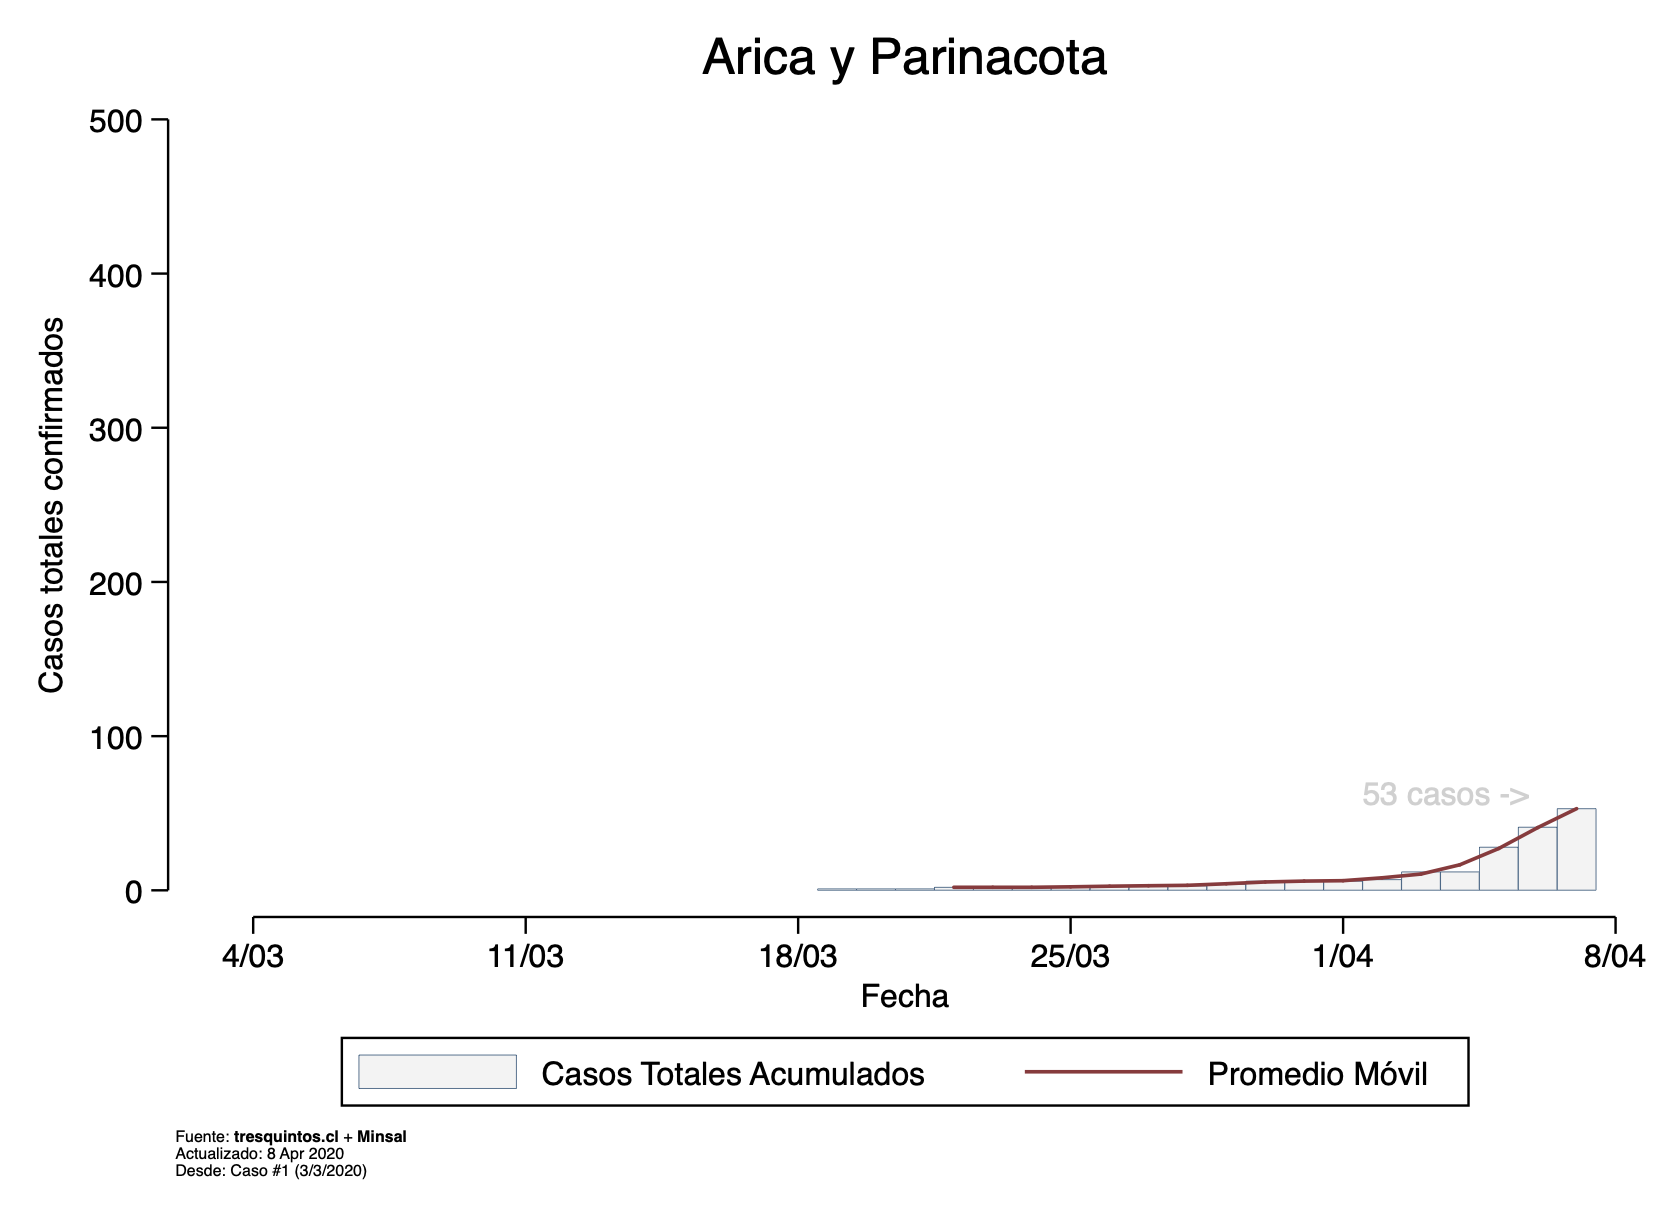 Arica y Parinacota
500
400
300
200
100
0
Casos totales confirmados
53 casos ->
4/03 11/03 18/03 25/03 1/04 8/04
Fecha
Casos Totales Acumulados Promedio Móvil
Fuente: tresquintos.cl + Minsal
Actualizado: 8 Apr 2020
Desde: Caso #1 (3/3/2020)